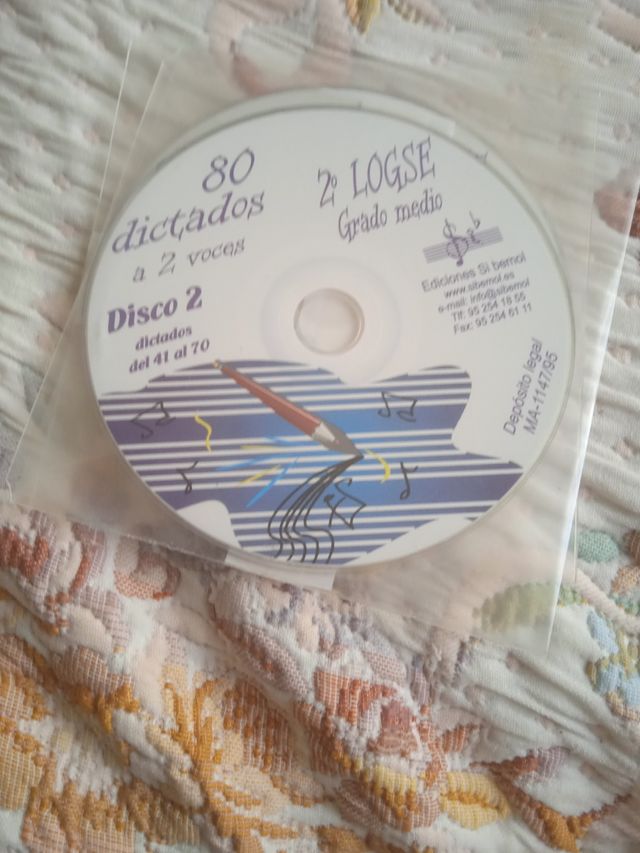 80
dictados
a 2 voces
Disco 2
dictados
del 41 al 70
2º LOGSE
Grado medio
Ediciones Si bemol
www.sibemol.es
e-mail: info@sibemol
Tlf: 95 254 18 55
Fax: 95 254 61 11
Depósito legal
MA-1147/95